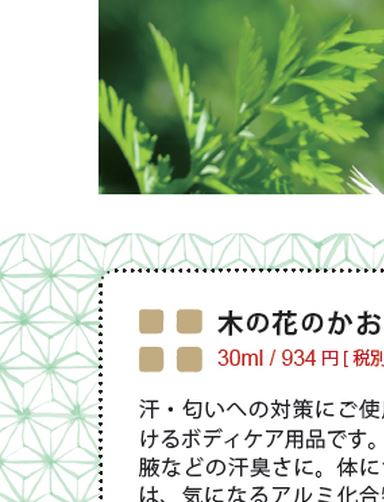 木の花のかお
30ml / 934 円 [ 税別
汗・匂いへの対策にご使
けるボディケア用品です。
腋などの汗臭さに。体に
は、気になるアルミ化合